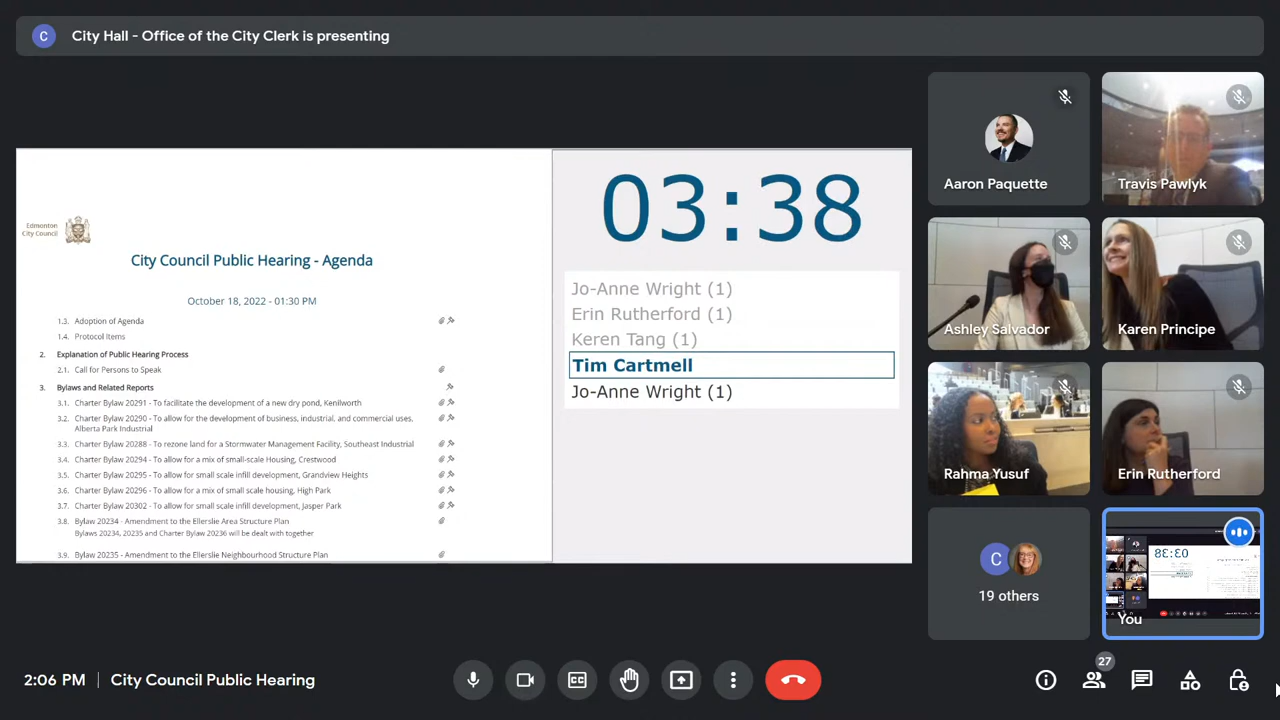 C City Hall - Office of the City Clerk is presenting
Edmonton
City Council
City Council Public Hearing - Agenda
October 18, 2022 - 01:30 PM
1.3. Adoption of Agenda
1.4. Protocol Items
2. Explanation of Public Hearing Process
2.1. Call for Persons to Speak
3. Bylaws and Related Reports
3.1. Charter Bylaw 20291 - To facilitate the development of a new dry pond, Kenilworth
3.2. Charter Bylaw 20290 - To allow for the development of business, industrial, and commercial uses,
Alberta Park Industrial
3.3. Charter Bylaw 20288 - To rezone land for a Stormwater Management Facility, Southeast Industrial
3.4. Charter Bylaw 20294 - To allow for a mix of small-scale Housing, Crestwood
3.5. Charter Bylaw 20295 - To allow for small scale infill development, Grandview Heights
3.6. Charter Bylaw 20296 - To allow for a mix of small scale housing, High Park
3.7. Charter Bylaw 20302 - To allow for small scale infill development, Jasper Park
3.8. Bylaw 20234 - Amendment to the Ellerslie Area Structure Plan
Bylaws 20234, 20235 and Charter Bylaw 20236 will be dealt with together
3.9. Bylaw 20235 - Amendment to the Ellerslie Neighbourhood Structure Plan
03:38
Jo-Anne Wright (1)
Erin Rutherford (1)
Keren Tang (1)
Tim Cartmell
Jo-Anne Wright (1)
Aaron Paquette
Travis Pawlyk
Ashley Salvador
Karen Principe
Rahma Yusuf
Erin Rutherford
C
19 others
03:38
You
2:06 PM | City Council Public Hearing
CC
27